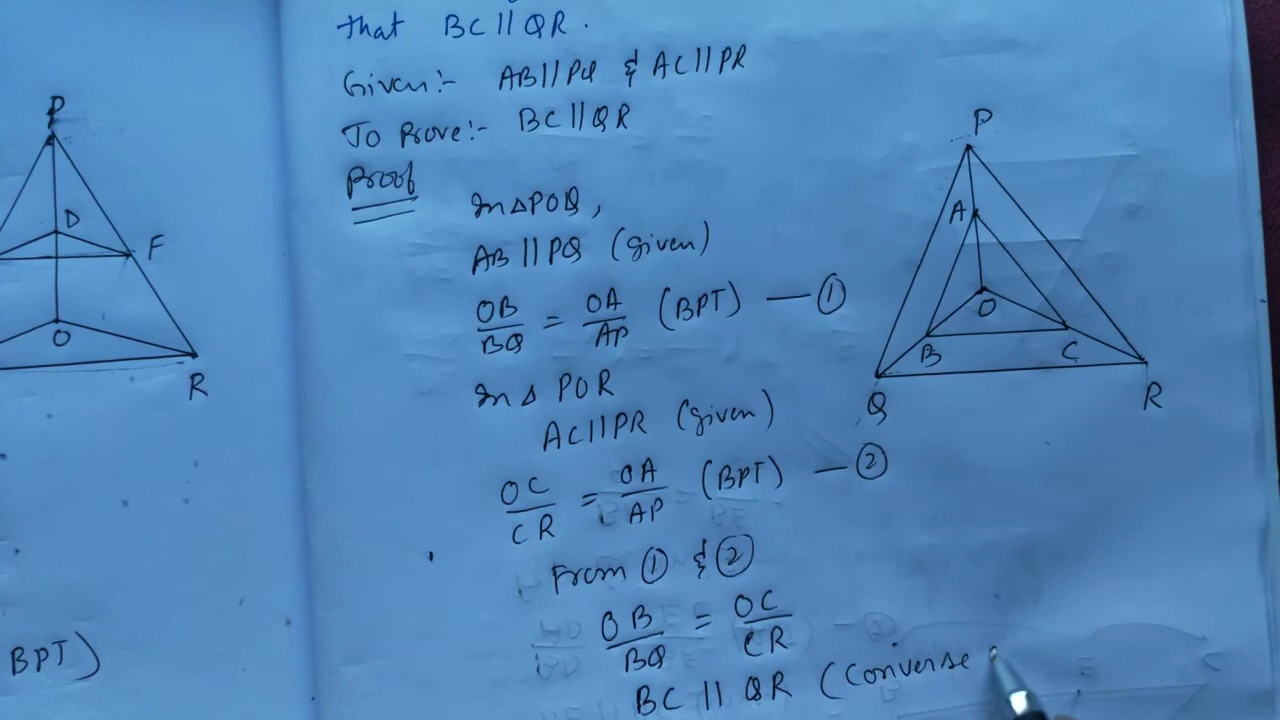 that BC || QR.
Given:- AB || PQ & AC || PR
To Prove:- BC || QR
Proof
In △POQ,
AB || PQ (given)
OB/BQ = OA/AP (BPT) — ①
In △ POR
AC || PR (given)
OC/CR = OA/AP (BPT) — ②
From ① & ②
OB/BQ = OC/CR
BC || QR (Converse
P
A
O
B
C
Q
R
P
D
F
O
R
BPT)